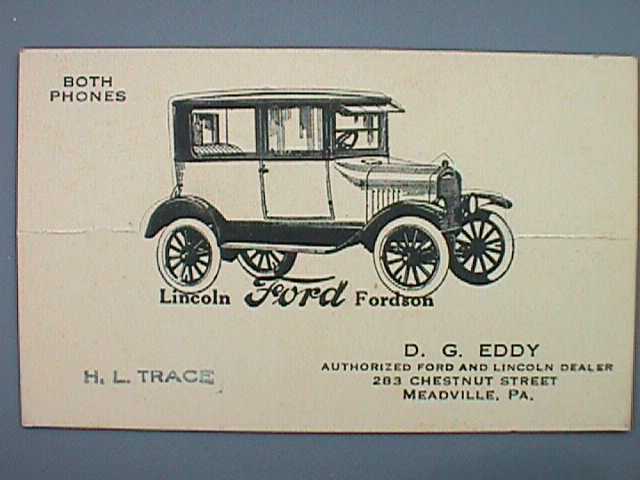 BOTH
PHONES
Lincoln Ford Fordson
D. G. EDDY
AUTHORIZED FORD AND LINCOLN DEALER
283 CHESTNUT STREET
MEADVILLE, PA.
H. L. TRACE